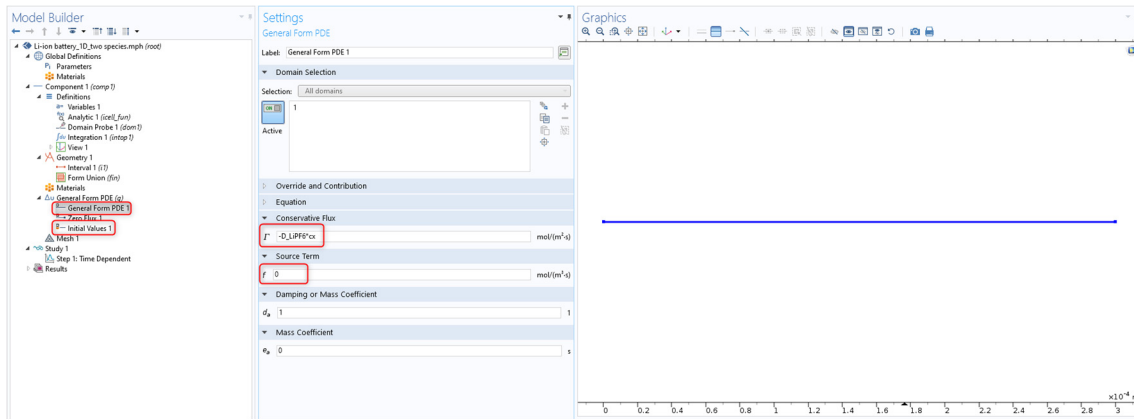 Model Builder
Li-ion battery_1D_two species.mph (root)
Global Definitions
Pi Parameters
Materials
Component 1 (comp1)
Definitions
a= Variables 1
Analytic 1 (icell_fun)
Domain Probe 1 (dom1)
Integration 1 (intop1)
View 1
Geometry 1
Interval 1 (i1)
Form Union (fin)
Materials
Δu General Form PDE (g)
General Form PDE 1
Zero Flux 1
Initial Values 1
Mesh 1
Study 1
Step 1: Time Dependent
Results
Settings
General Form PDE
Label: General Form PDE 1
Domain Selection
Selection: All domains
ON
1
Active
Override and Contribution
Equation
Conservative Flux
Γ -D_LiPF6*cx mol/(m²·s)
Source Term
f 0 mol/(m³·s)
Damping or Mass Coefficient
dₐ 1 1
Mass Coefficient
eₐ 0 s
Graphics
×10⁻⁴
0 0.2 0.4 0.6 0.8 1 1.2 1.4 1.6 1.8 2 2.2 2.4 2.6 2.8 3